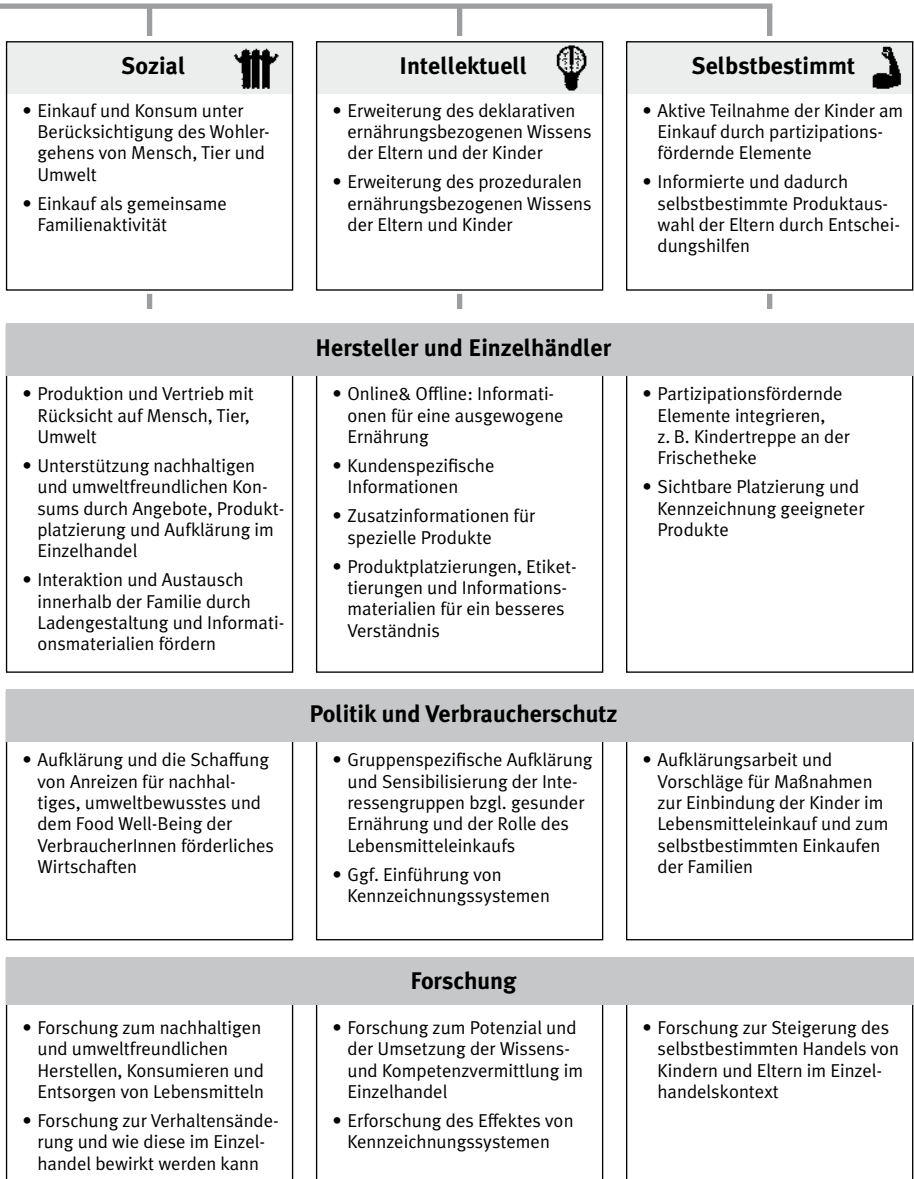 Sozial
• Einkauf und Konsum unter
Berücksichtigung des Wohler-
gehens von Mensch, Tier und
Umwelt
• Einkauf als gemeinsame
Familienaktivität
Intellektuell
• Erweiterung des deklarativen
ernährungsbezogenen Wissens
der Eltern und der Kinder
• Erweiterung des prozeduralen
ernährungsbezogenen Wissens
der Eltern und Kinder
Selbstbestimmt
• Aktive Teilnahme der Kinder am
Einkauf durch partizipations-
fördernde Elemente
• Informierte und dadurch
selbstbestimmte Produktaus-
wahl der Eltern durch Entschei-
dungshilfen
Hersteller und Einzelhändler
• Produktion und Vertrieb mit
Rücksicht auf Mensch, Tier,
Umwelt
• Unterstützung nachhaltigen
und umweltfreundlichen Kon-
sums durch Angebote, Produkt-
platzierung und Aufklärung im
Einzelhandel
• Interaktion und Austausch
innerhalb der Familie durch
Ladengestaltung und Informati-
onsmaterialien fördern
• Online& Offline: Informati-
onen für eine ausgewogene
Ernährung
• Kundenspezifische
Informationen
• Zusatzinformationen für
spezielle Produkte
• Produktplatzierungen, Etiket-
tierungen und Informations-
materialien für ein besseres
Verständnis
• Partizipationsfördernde
Elemente integrieren,
z. B. Kindertreppe an der
Frischetheke
• Sichtbare Platzierung und
Kennzeichnung geeigneter
Produkte
Politik und Verbraucherschutz
• Aufklärung und die Schaffung
von Anreizen für nachhal-
tiges, umweltbewusstes und
dem Food Well-Being der
VerbraucherInnen förderliches
Wirtschaften
• Gruppenspezifische Aufklärung
und Sensibilisierung der Inte-
ressengruppen bzgl. gesunder
Ernährung und der Rolle des
Lebensmitteleinkaufs
• Ggf. Einführung von
Kennzeichnungssystemen
• Aufklärungsarbeit und
Vorschläge für Maßnahmen
zur Einbindung der Kinder im
Lebensmitteleinkauf und zum
selbstbestimmten Einkaufen
der Familien
Forschung
• Forschung zum nachhaltigen
und umweltfreundlichen
Herstellen, Konsumieren und
Entsorgen von Lebensmitteln
• Forschung zur Verhaltensände-
rung und wie diese im Einzel-
handel bewirkt werden kann
• Forschung zum Potenzial und
der Umsetzung der Wissens-
und Kompetenzvermittlung im
Einzelhandel
• Erforschung des Effektes von
Kennzeichnungssystemen
• Forschung zur Steigerung des
selbstbestimmten Handels von
Kindern und Eltern im Einzel-
handelskontext